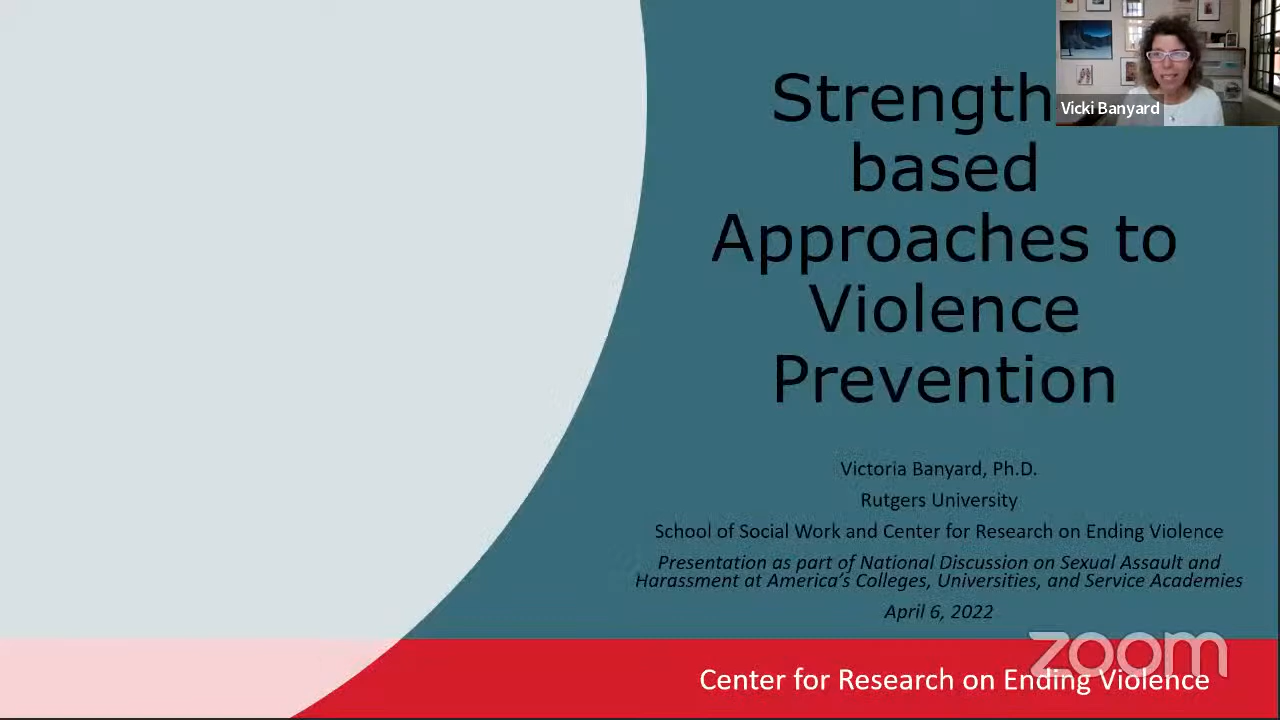 Strength
based
Approaches to
Violence
Prevention
Vicki Banyard
Victoria Banyard, Ph.D.
Rutgers University
School of Social Work and Center for Research on Ending Violence
Presentation as part of National Discussion on Sexual Assault and
Harassment at America's Colleges, Universities, and Service Academies
April 6, 2022
zoom
Center for Research on Ending Violence